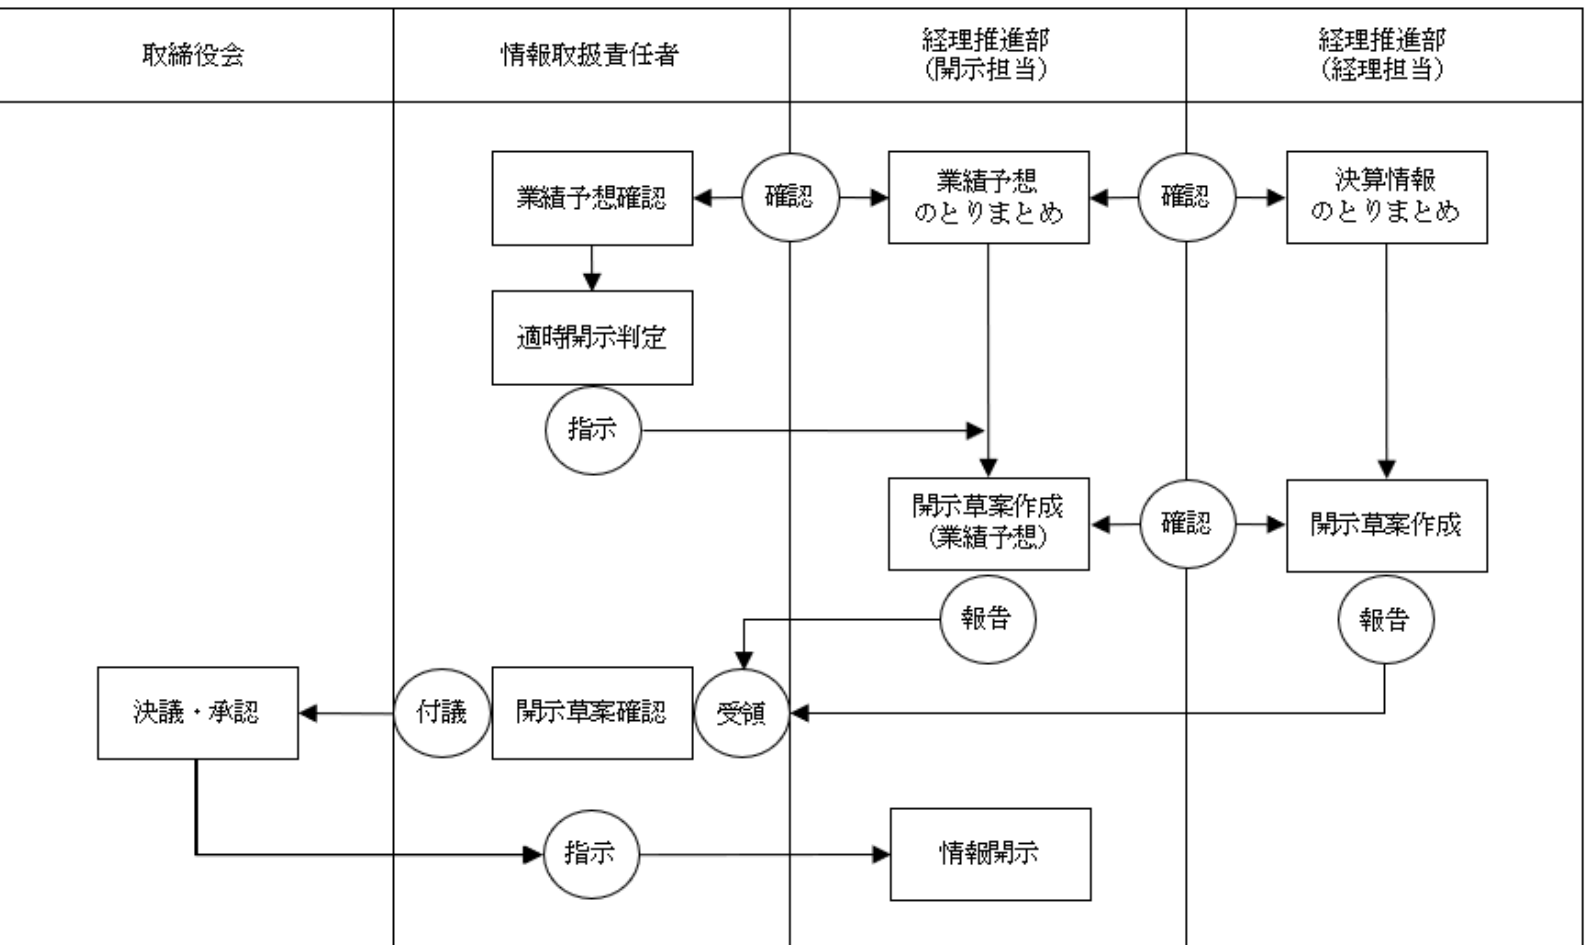 取締役会
情報取扱責任者
経理推進部
（開示担当）
経理推進部
（経理担当）
業績予想確認
確認
業績予想
のとりまとめ
確認
決算情報
のとりまとめ
適時開示判定
指示
開示草案作成
（業績予想）
確認
開示草案作成
報告
報告
決議・承認
付議
開示草案確認
受領
指示
情報開示